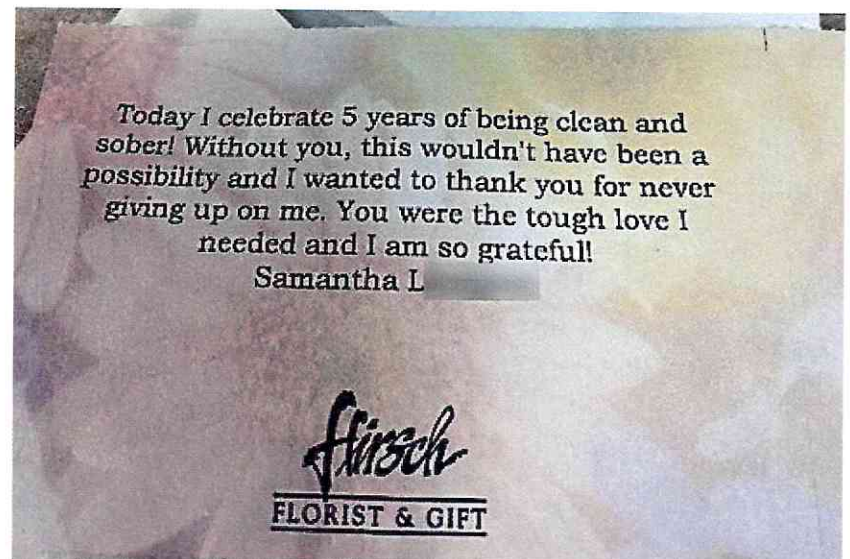 Today I celebrate 5 years of being clean and
sober! Without you, this wouldn't have been a
possibility and I wanted to thank you for never
giving up on me. You were the tough love I
needed and I am so grateful!
Samantha L
Hirsch
FLORIST & GIFT